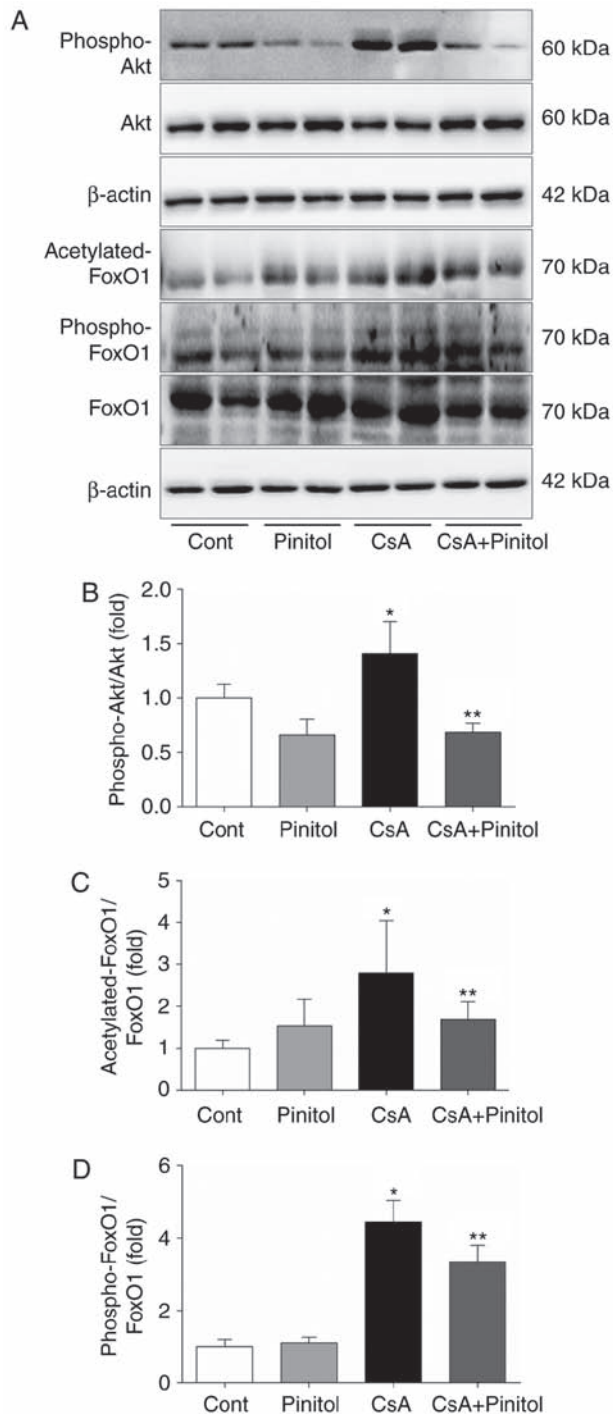 A
Phospho-
Akt
60 kDa
Akt
60 kDa
β-actin
42 kDa
Acetylated-
FoxO1
70 kDa
Phospho-
FoxO1
70 kDa
FoxO1
70 kDa
β-actin
42 kDa
Cont Pinitol CsA CsA+Pinitol
B
Phospho-Akt/Akt (fold)
2.0
1.5
1.0
0.5
0.0
*
**
Cont Pinitol CsA CsA+Pinitol
C
Acetylated-FoxO1/
FoxO1 (fold)
5
4
3
2
1
0
*
**
Cont Pinitol CsA CsA+Pinitol
D
Phospho-FoxO1/
FoxO1 (fold)
6
4
2
0
*
**
Cont Pinitol CsA CsA+Pinitol